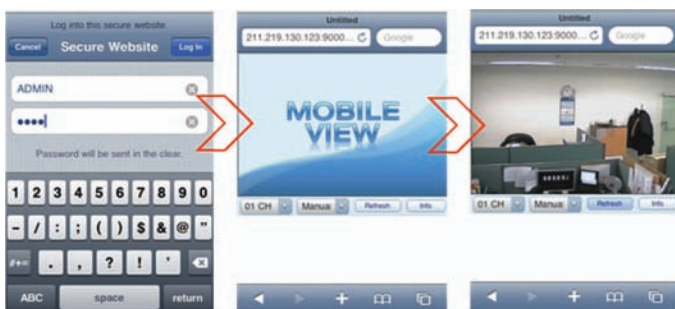 Log into this secure website
Cancel Secure Website Log In
ADMIN
Password will be sent in the clear.
1 2 3 4 5 6 7 8 9 0
- / : ; ( ) $ & @ "
#+= . , ? ! '
ABC space return
Untitled
211.219.130.123:9000... Google
MOBILE
VIEW
01 CH Manua Refresh Info
Untitled
211.219.130.123:9000... Google
01 CH Manua Refresh Info